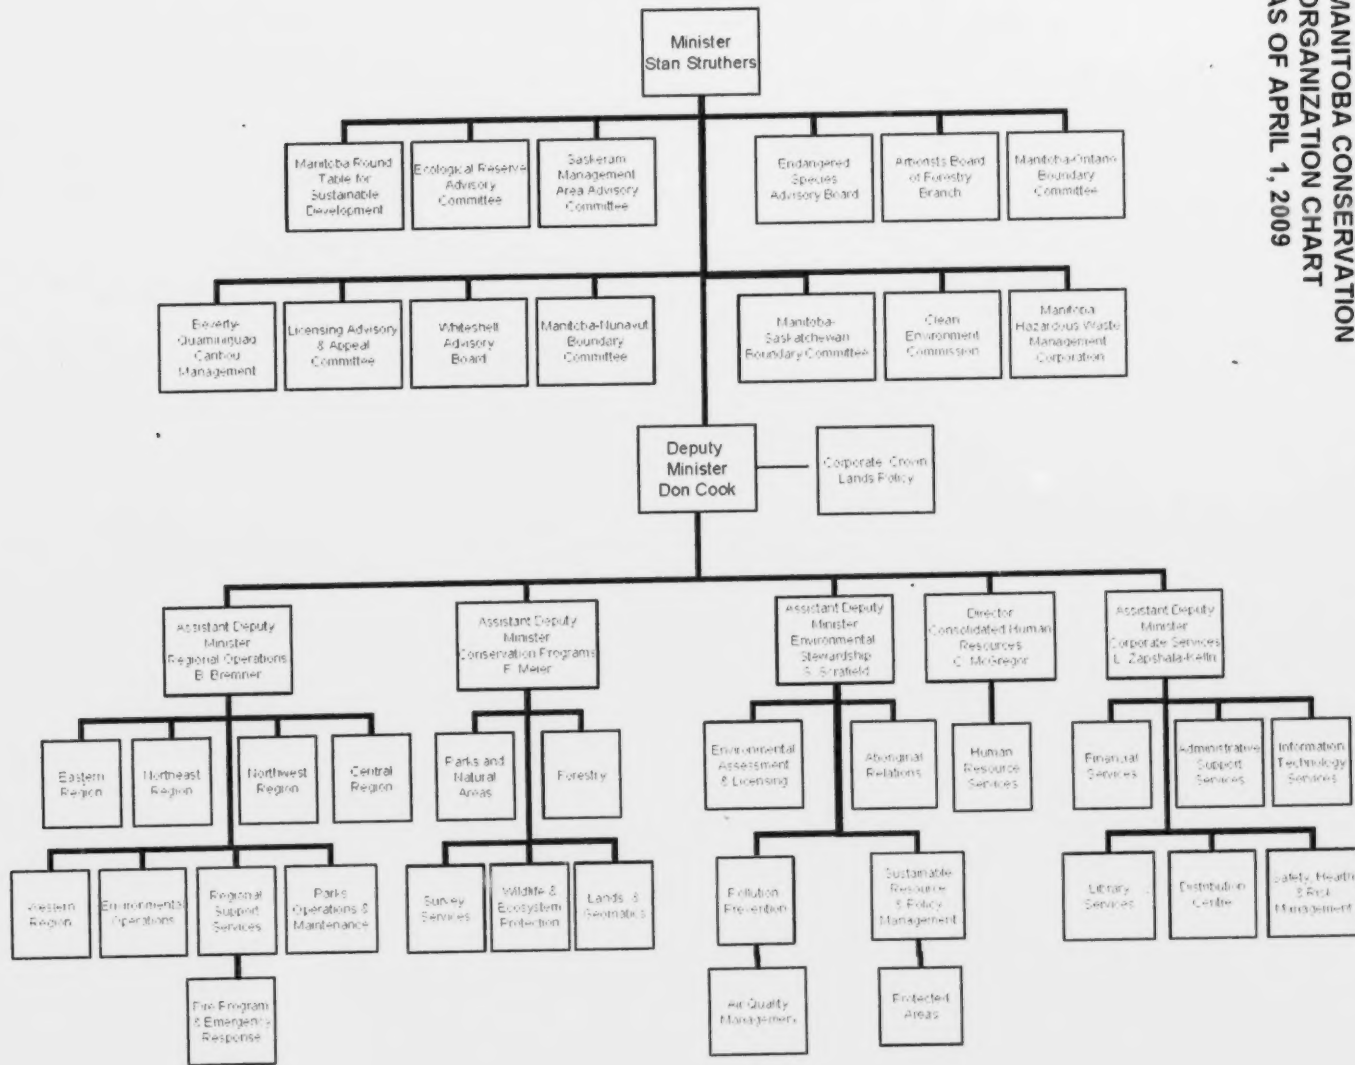 MANITOBA CONSERVATION
ORGANIZATION CHART
AS OF APRIL 1, 2009
Minister
Stan Struthers
Manitoba Round
Table for
Sustainable
Development
Ecological Reserve
Advisory
Committee
Saskeram
Management
Area Advisory
Committee
Endangered
Species
Advisory Board
Arborists Board
of Forestry
Branch
Manitoba-Ontario
Boundary
Committee
Beverly-
Quaminiguaq
Caribou
Management
Licensing Advisory
& Appeal
Committee
Whiteshell
Advisory
Board
Manitoba-Nunavut
Boundary
Committee
Manitoba-
Saskatchewan
Boundary Committee
Clean
Environment
Commission
Manitoba
Hazardous Waste
Management
Corporation
Deputy
Minister
Don Cook
Corporate Crown
Lands Policy
Assistant Deputy
Minister
Regional Operations
B. Bremner
Assistant Deputy
Minister
Conservation Programs
F. Meier
Assistant Deputy
Minister
Environmental
Stewardship
S. Scrafield
Director
Consolidated Human
Resources
C. McGregor
Assistant Deputy
Minister
Corporate Services
L. Zapshala-Kelln
Eastern
Region
Northeast
Region
Northwest
Region
Central
Region
Parks and
Natural
Areas
Forestry
Environmental
Assessment
& Licensing
Aboriginal
Relations
Human
Resource
Services
Financial
Services
Administrative
Support
Services
Information
Technology
Services
Western
Region
Environmental
Operations
Regional
Support
Services
Parks
Operations &
Maintenance
Survey
Services
Wildlife &
Ecosystem
Protection
Lands &
Geomatics
Pollution
Prevention
Sustainable
Resource
& Policy
Management
Library
Services
Distribution
Centre
Safety, Health
& Risk
Management
Fire Program
& Emergency
Response
Air Quality
Management
Protected
Areas